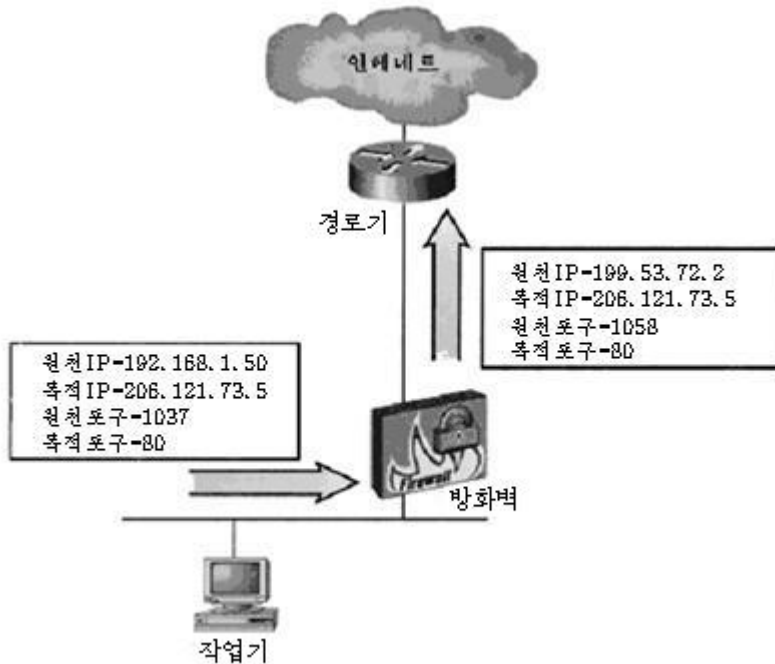 인터네트
경로기
원천IP-199.53.72.2
목적IP-206.121.73.5
원천포구-1058
목적포구-80
원천IP-192.168.1.50
목적IP-206.121.73.5
원천포구-1037
목적포구-80
Firewall
방화벽
작업기